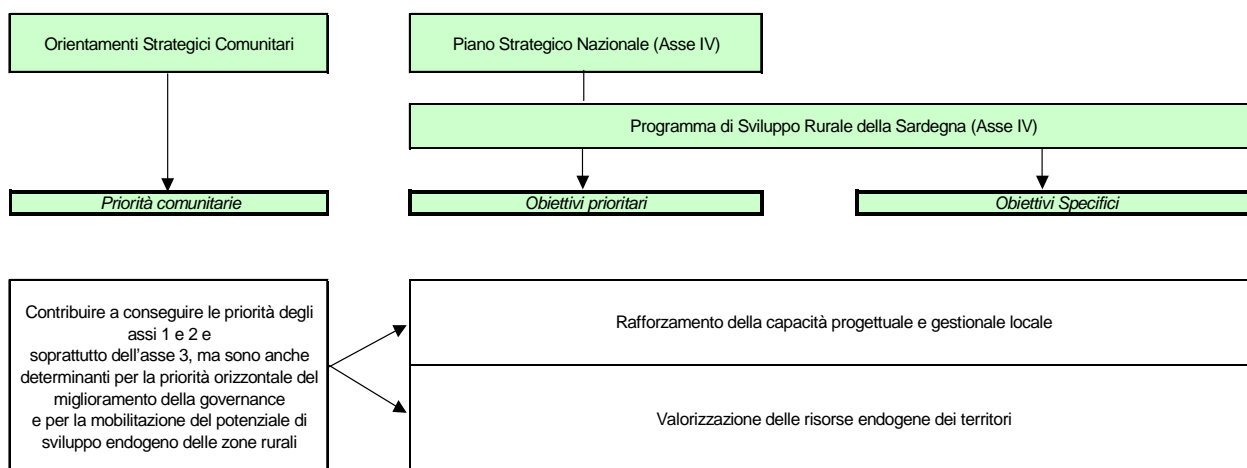 Orientamenti Strategici Comunitari
Piano Strategico Nazionale (Asse IV)
Programma di Sviluppo Rurale della Sardegna (Asse IV)
Priorità comunitarie
Obiettivi prioritari
Obiettivi Specifici
Contribuire a conseguire le priorità degli
assi 1 e 2 e
soprattutto dell'asse 3, ma sono anche
determinanti per la priorità orizzontale del
miglioramento della governance
e per la mobilitazione del potenziale di
sviluppo endogeno delle zone rurali
Rafforzamento della capacità progettuale e gestionale locale
Valorizzazione delle risorse endogene dei territori